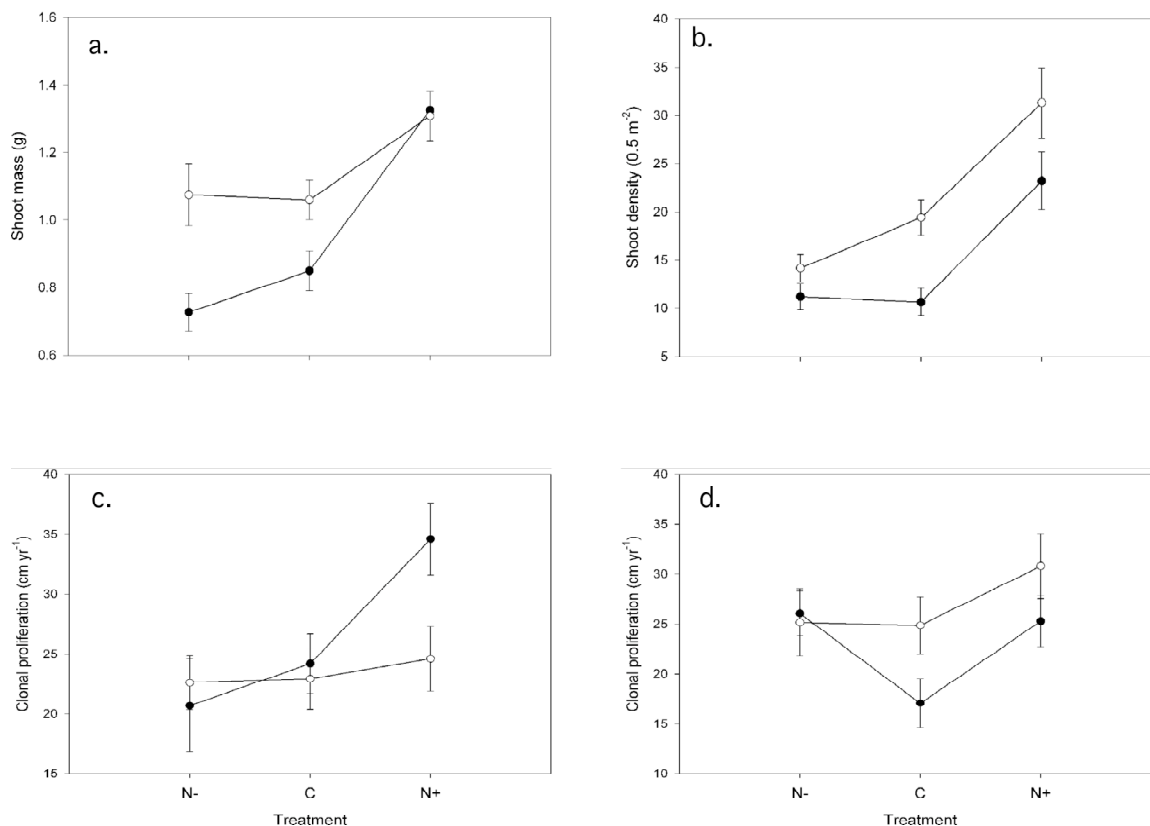 a.
Shoot mass (g)
1.6
1.4
1.2
1.0
0.8
0.6
b.
Shoot density (0.5 m⁻²)
40
35
30
25
20
15
10
5
c.
Clonal proliferation (cm yr⁻¹)
40
35
30
25
20
15
N- C N+
Treatment
d.
Clonal proliferation (cm yr⁻¹)
40
35
30
25
20
15
10
N- C N+
Treatment